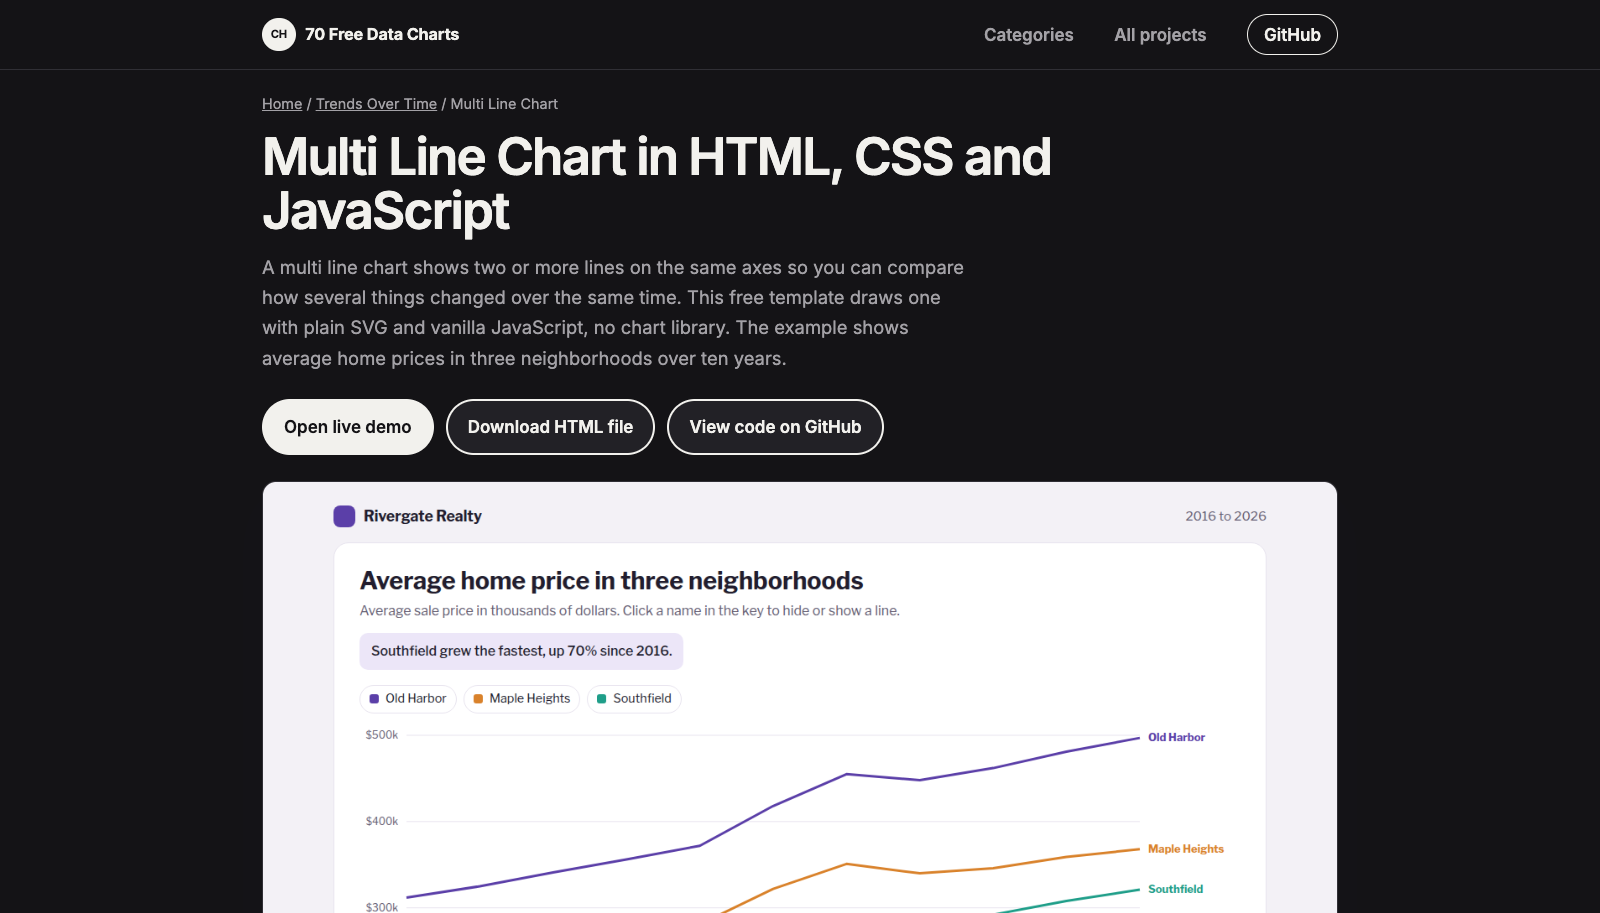 CH 70 Free Data Charts
Categories
All projects
GitHub
Home / Trends Over Time / Multi Line Chart
Multi Line Chart in HTML, CSS and
JavaScript
A multi line chart shows two or more lines on the same axes so you can compare
how several things changed over the same time. This free template draws one
with plain SVG and vanilla JavaScript, no chart library. The example shows
average home prices in three neighborhoods over ten years.
Open live demo
Download HTML file
View code on GitHub
Rivergate Realty
2016 to 2026
Average home price in three neighborhoods
Average sale price in thousands of dollars. Click a name in the key to hide or show a line.
Southfield grew the fastest, up 70% since 2016.
Old Harbor
Maple Heights
Southfield
$500k
Old Harbor
$400k
Maple Heights
Southfield
$300k